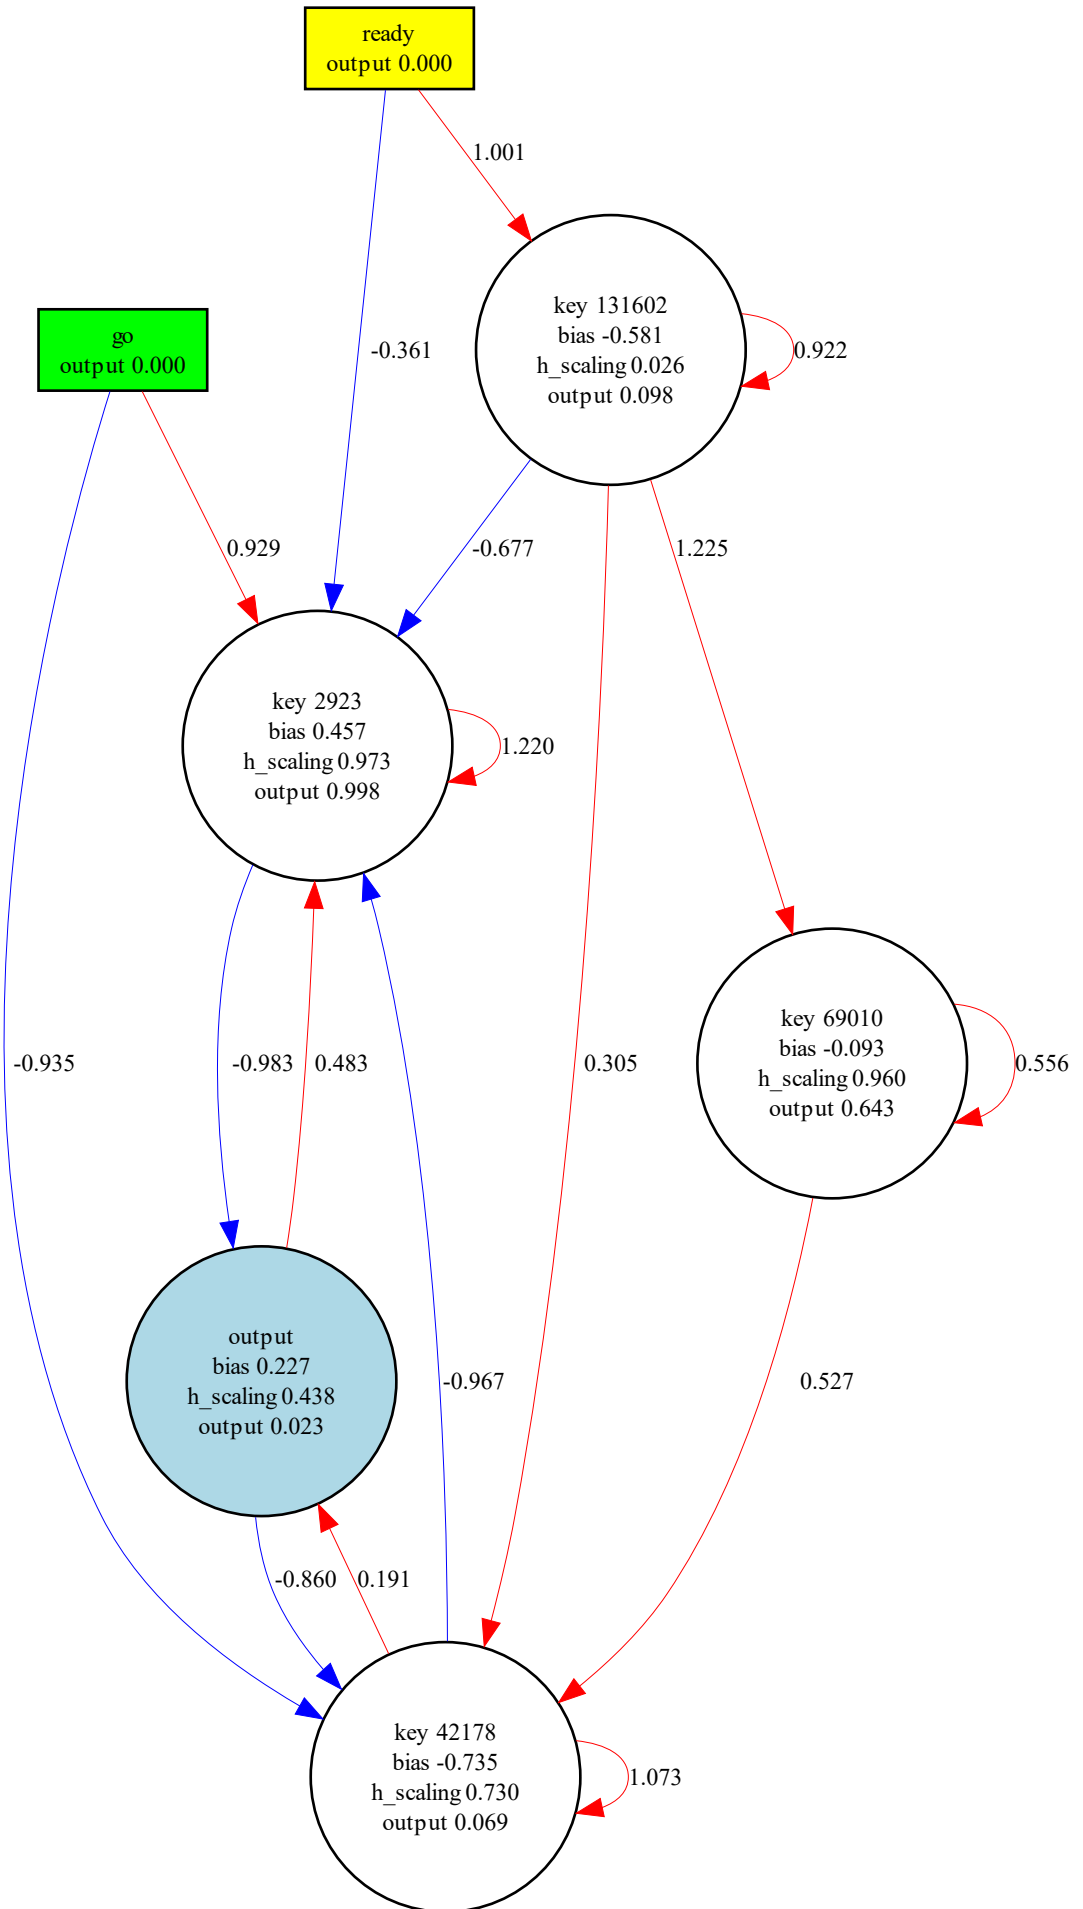 ready
output 0.000
1.001
key 131602
bias -0.581
h_scaling 0.026
output 0.098
0.922
go
output 0.000
-0.361
0.929
-0.677
1.225
key 2923
bias 0.457
h_scaling 0.973
output 0.998
1.220
key 69010
bias -0.093
h_scaling 0.960
output 0.643
0.556
-0.935
-0.983
0.483
0.305
output
bias 0.227
h_scaling 0.438
output 0.023
-0.967
0.527
-0.860
0.191
key 42178
bias -0.735
h_scaling 0.730
output 0.069
1.073